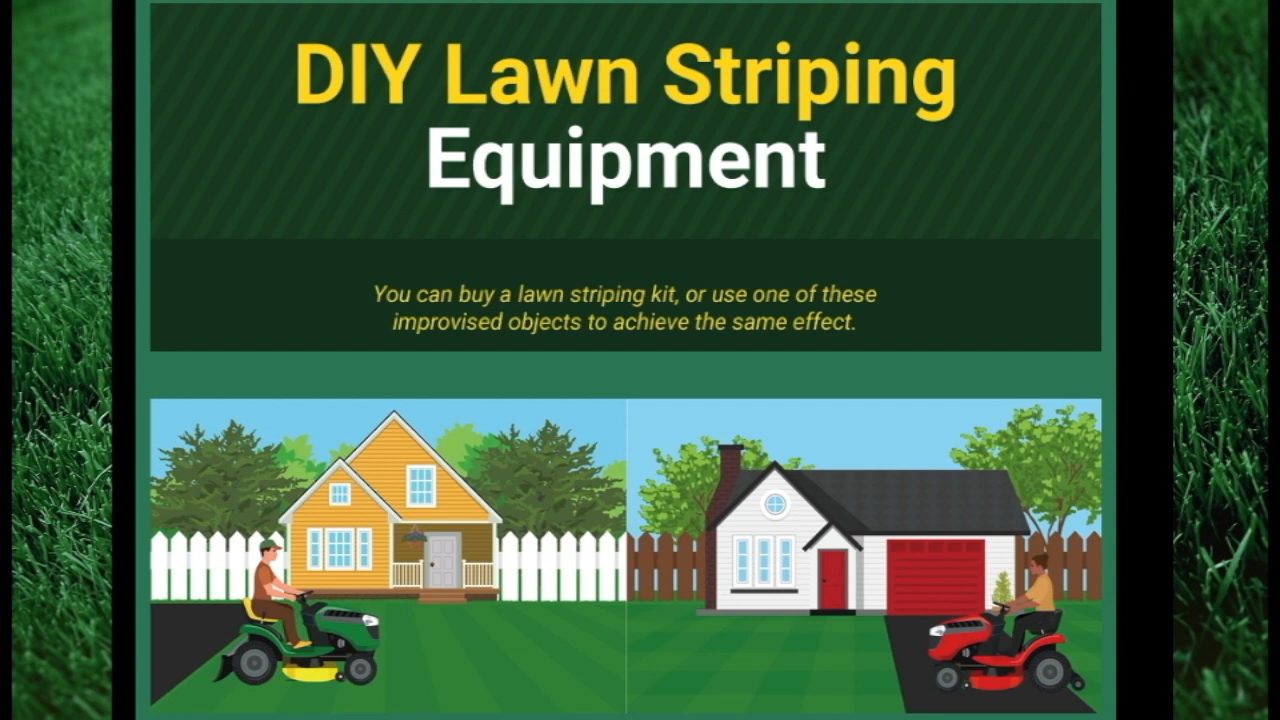 DIY Lawn Striping
Equipment
You can buy a lawn striping kit, or use one of these
improvised objects to achieve the same effect.